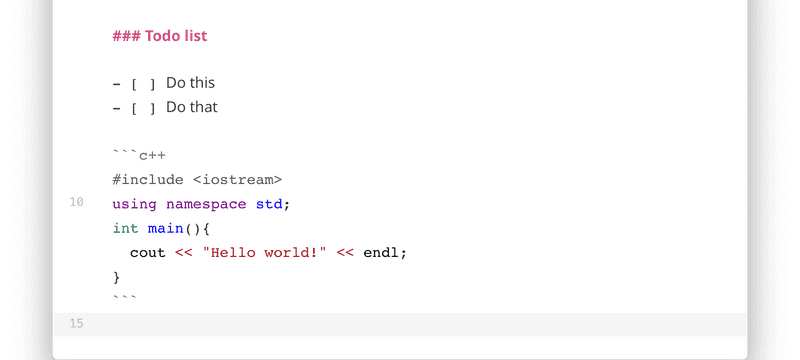 ### Todo list
- [ ] Do this
- [ ] Do that
```c++
#include <iostream>
10 using namespace std;
int main(){
  cout << "Hello world!" << endl;
}
```
15